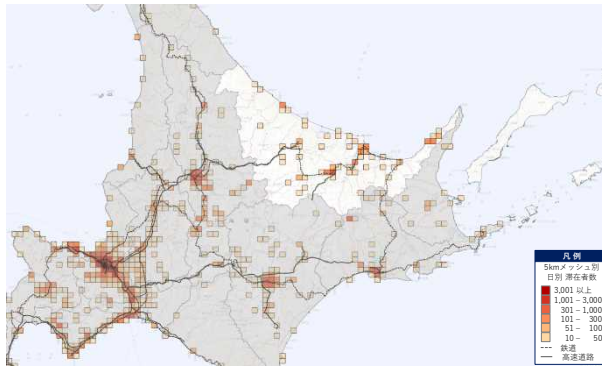 凡 例
5kmメッシュ別
日別 滞在者数
3,001 以上
1,001 – 3,000
301 – 1,000
101 – 300
51 – 100
10 – 50
鉄道
高速道路